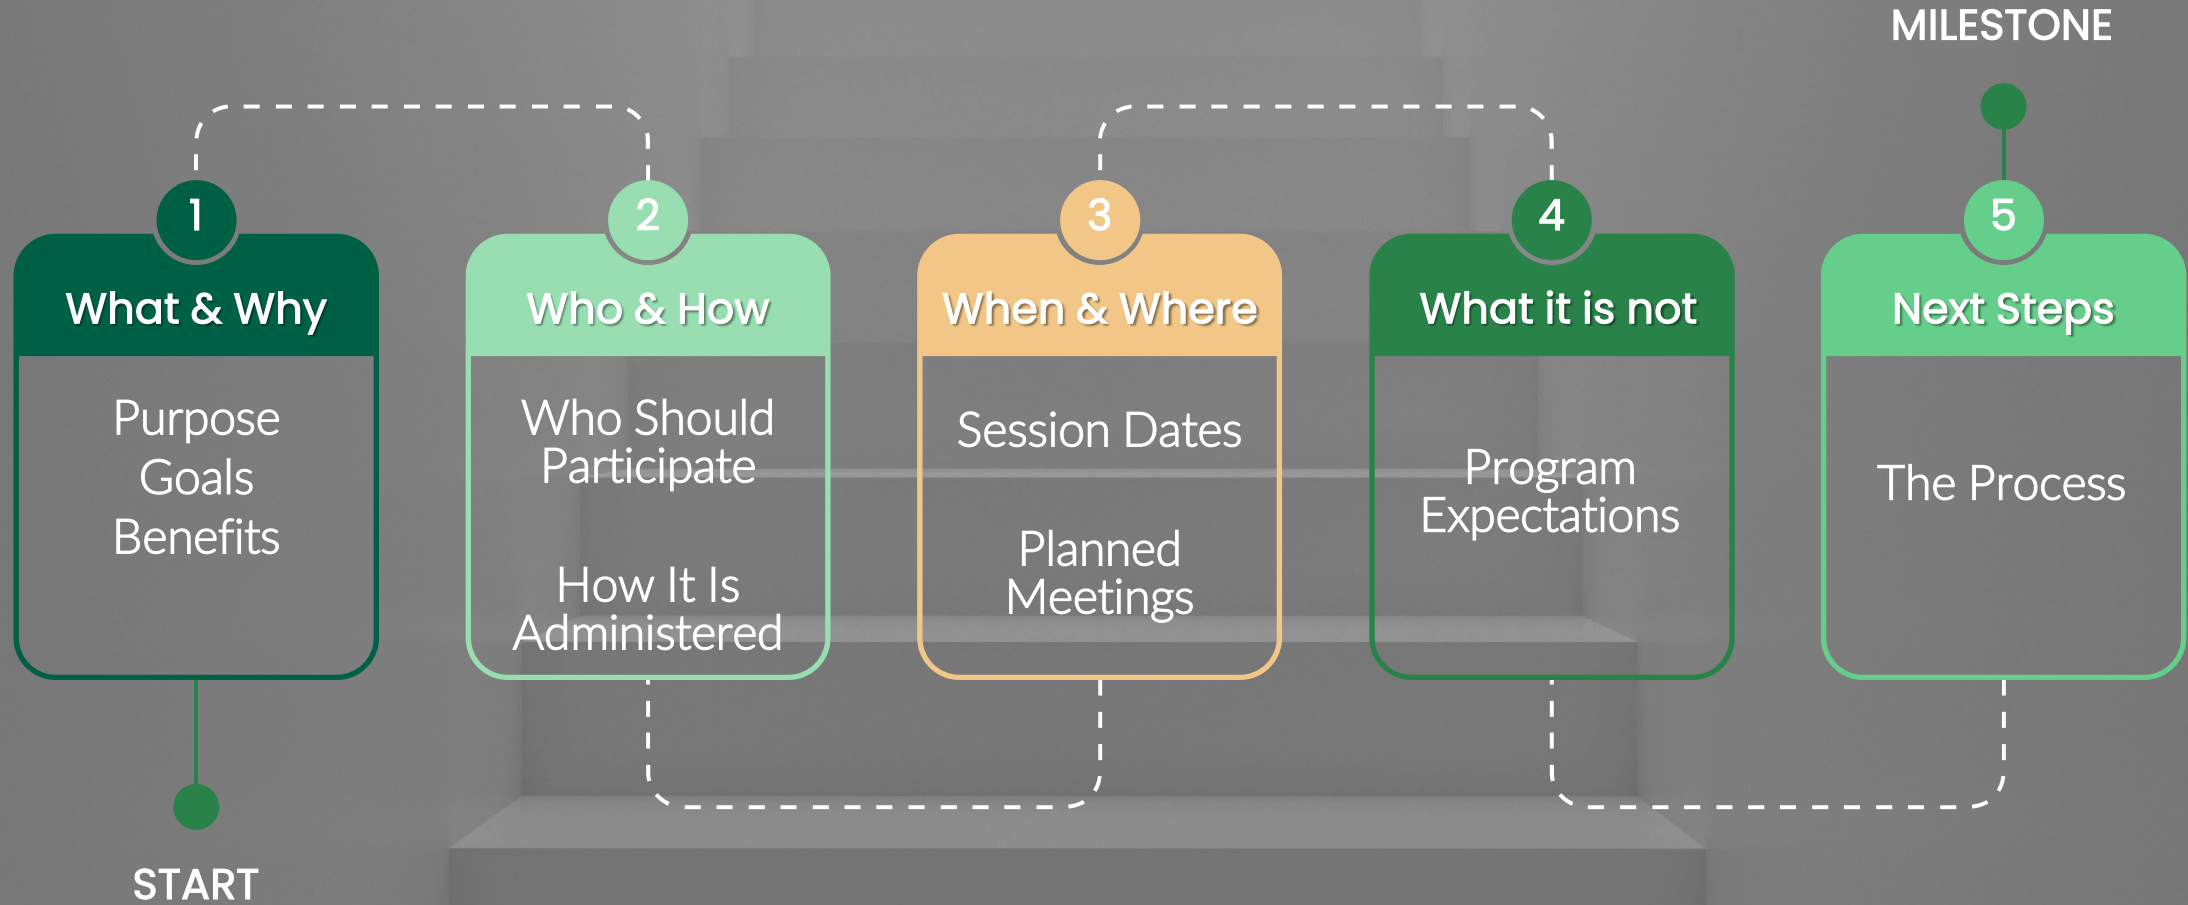 MILESTONE
1
What & Why
Purpose
Goals
Benefits
2
Who & How
Who Should
Participate
How It Is
Administered
3
When & Where
Session Dates
Planned
Meetings
4
What it is not
Program
Expectations
5
Next Steps
The Process
START